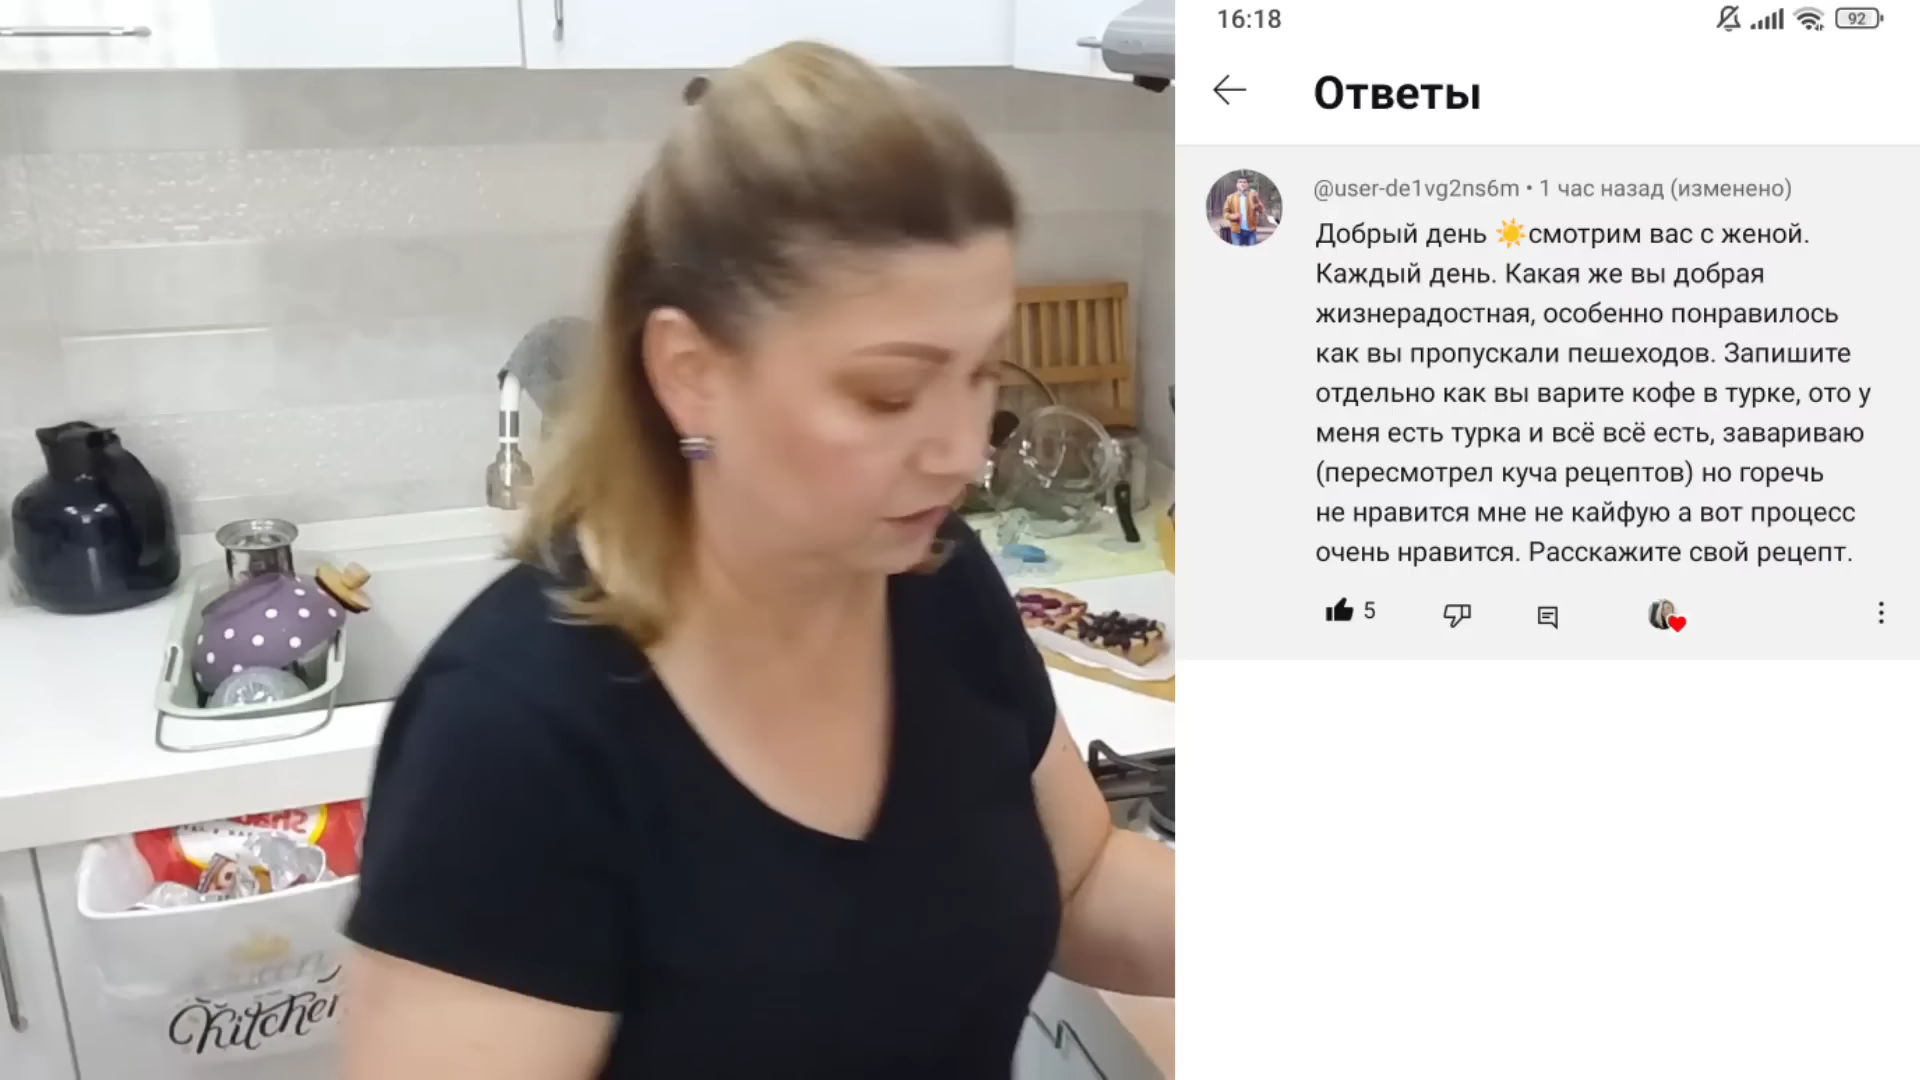 16:18
92
Ответы
@user-de1vg2ns6m • 1 час назад (изменено)
Добрый день ☀️смотрим вас с женой.
Каждый день. Какая же вы добрая
жизнерадостная, особенно понравилось
как вы пропускали пешеходов. Запишите
отдельно как вы варите кофе в турке, ото у
меня есть турка и всё всё есть, завариваю
(пересмотрел куча рецептов) но горечь
не нравится мне не кайфую а вот процесс
очень нравится. Расскажите свой рецепт.
5
Kitchen